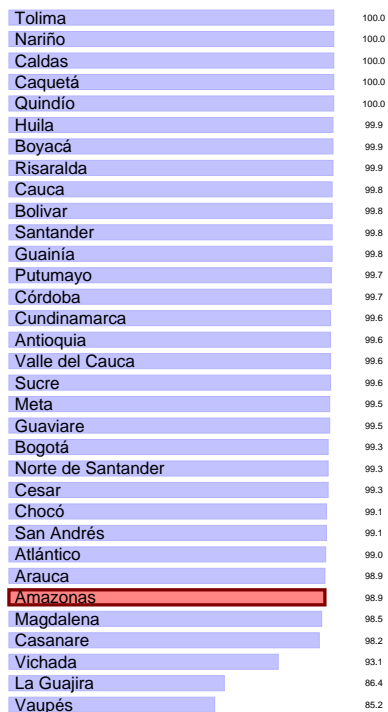 Tolima 100.0
Nariño 100.0
Caldas 100.0
Caquetá 100.0
Quindío 100.0
Huila 99.9
Boyacá 99.9
Risaralda 99.9
Cauca 99.8
Bolivar 99.8
Santander 99.8
Guainía 99.8
Putumayo 99.7
Córdoba 99.7
Cundinamarca 99.6
Antioquia 99.6
Valle del Cauca 99.6
Sucre 99.6
Meta 99.5
Guaviare 99.5
Bogotá 99.3
Norte de Santander 99.3
Cesar 99.3
Chocó 99.1
San Andrés 99.1
Atlántico 99.0
Arauca 98.9
Amazonas 98.9
Magdalena 98.5
Casanare 98.2
Vichada 93.1
La Guajira 86.4
Vaupés 85.2